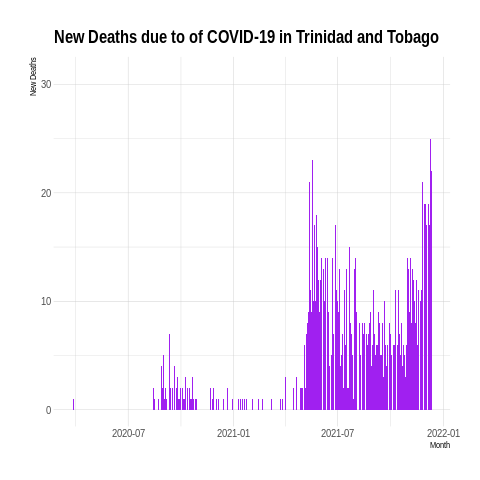 New Deaths due to of COVID-19 in Trinidad and Tobago
New Deaths
30
20
10
0
2020-07 2021-01 2021-07 2022-01
Month